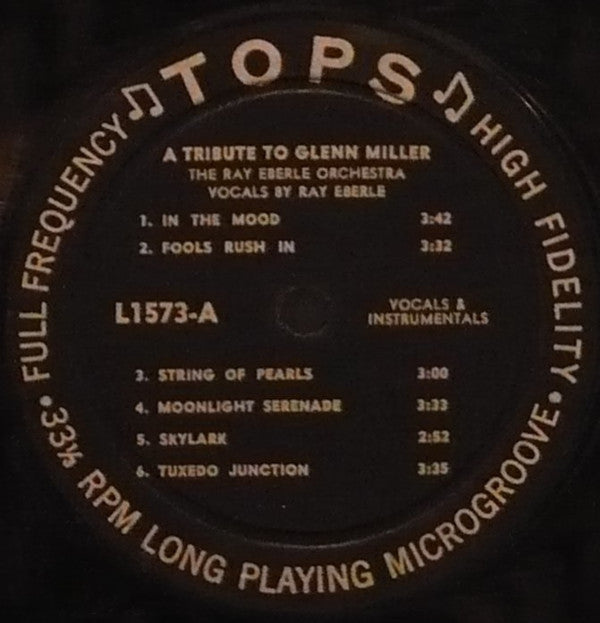 TOPS
FULL FREQUENCY
HIGH FIDELITY
A TRIBUTE TO GLENN MILLER
THE RAY EBERLE ORCHESTRA
VOCALS BY RAY EBERLE
1. IN THE MOOD 3:42
2. FOOLS RUSH IN 3:32
L1573-A
VOCALS &
INSTRUMENTALS
3. STRING OF PEARLS 3:00
4. MOONLIGHT SERENADE 3:33
5. SKYLARK 2:52
6. TUXEDO JUNCTION 3:35
• 33⅓ RPM LONG PLAYING MICROGROOVE •